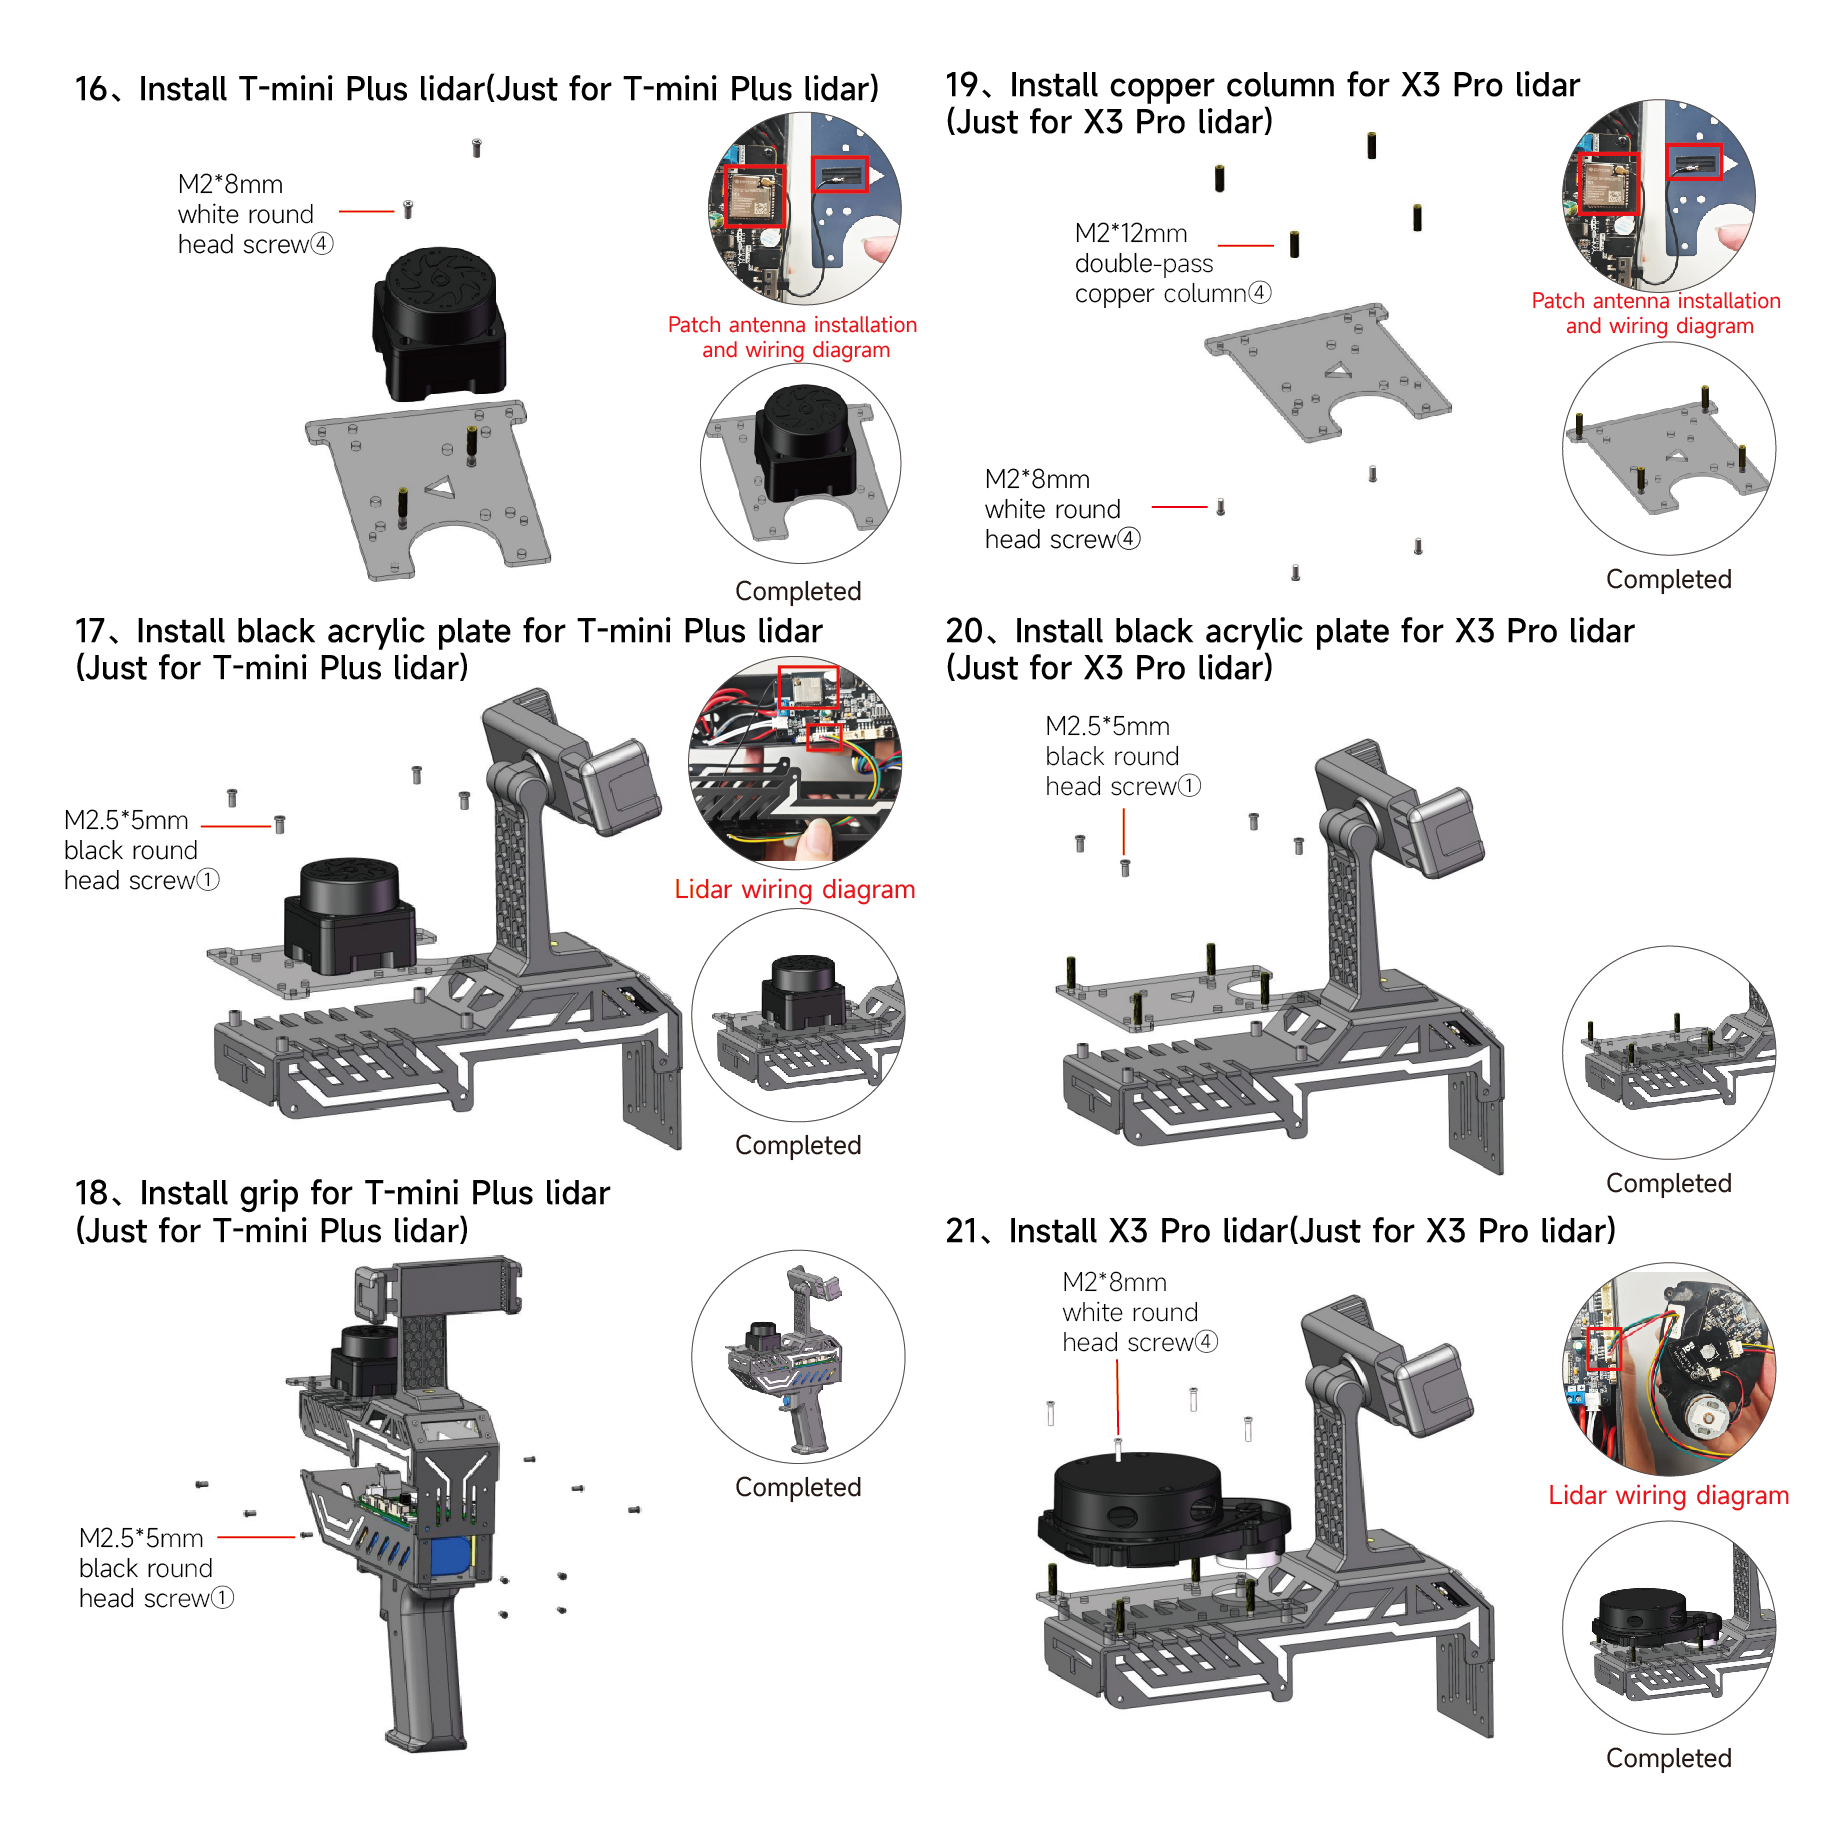 16、Install T-mini Plus lidar(Just for T-mini Plus lidar)
M2*8mm
white round
head screw④
Patch antenna installation
and wiring diagram
Completed
17、Install black acrylic plate for T-mini Plus lidar
(Just for T-mini Plus lidar)
M2.5*5mm
black round
head screw①
Lidar wiring diagram
Completed
18、Install grip for T-mini Plus lidar
(Just for T-mini Plus lidar)
M2.5*5mm
black round
head screw①
Completed
19、Install copper column for X3 Pro lidar
(Just for X3 Pro lidar)
M2*12mm
double-pass
copper column④
Patch antenna installation
and wiring diagram
M2*8mm
white round
head screw④
Completed
20、Install black acrylic plate for X3 Pro lidar
(Just for X3 Pro lidar)
M2.5*5mm
black round
head screw①
Completed
21、Install X3 Pro lidar(Just for X3 Pro lidar)
M2*8mm
white round
head screw④
Lidar wiring diagram
Completed